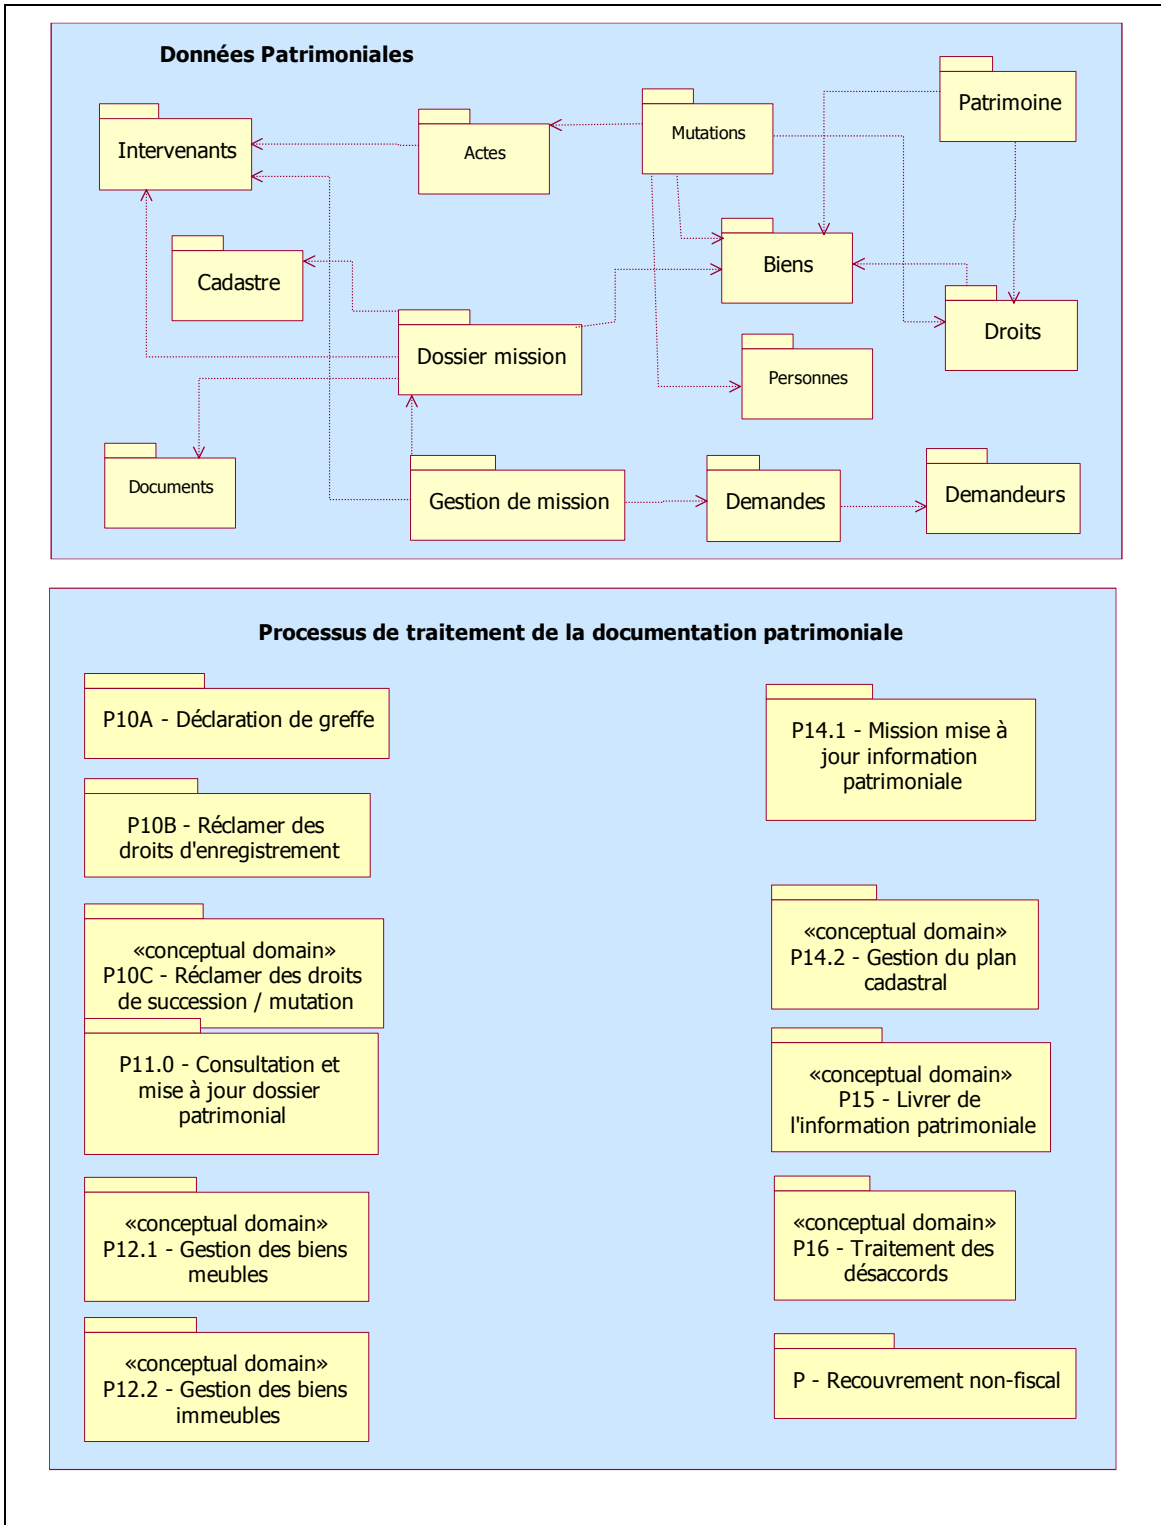 Données Patrimoniales
Patrimoine
Mutations
Intervenants
Actes
Biens
Cadastre
Droits
Dossier mission
Personnes
Documents
Gestion de mission
Demandes
Demandeurs
Processus de traitement de la documentation patrimoniale
P10A - Déclaration de greffe
P10B - Réclamer des
droits d'enregistrement
«conceptual domain»
P10C - Réclamer des droits
de succession / mutation
P11.0 - Consultation et
mise à jour dossier
patrimonial
«conceptual domain»
P12.1 - Gestion des biens
meubles
«conceptual domain»
P12.2 - Gestion des biens
immeubles
P14.1 - Mission mise à
jour information
patrimoniale
«conceptual domain»
P14.2 - Gestion du plan
cadastral
«conceptual domain»
P15 - Livrer de
l'information patrimoniale
«conceptual domain»
P16 - Traitement des
désaccords
P - Recouvrement non-fiscal